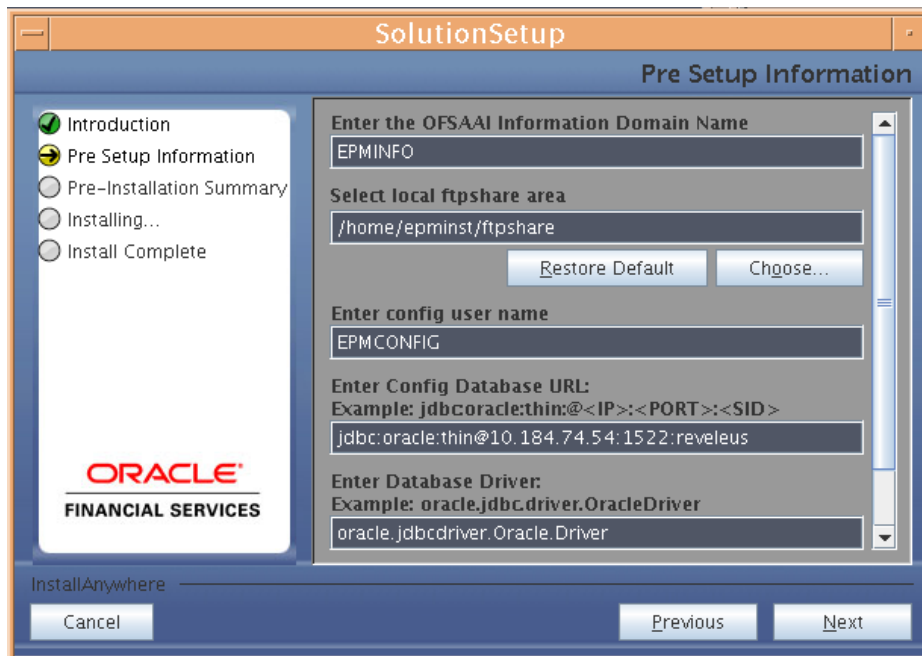 SolutionSetup
Pre Setup Information
Introduction
Pre Setup Information
Pre-Installation Summary
Installing...
Install Complete
ORACLE
FINANCIAL SERVICES
Enter the OFSAAI Information Domain Name
EPMINFO
Select local ftpshare area
/home/epminst/ftpshare
Restore Default
Choose...
Enter config user name
EPMCONFIG
Enter Config Database URL:
Example: jdbc:oracle:thin:@<IP>:<PORT>:<SID>
jdbc:oracle:thin@10.184.74.54:1522:reveleus
Enter Database Driver:
Example: oracle.jdbc.driver.OracleDriver
oracle.jdbcdriver.Oracle.Driver
InstallAnywhere
Cancel
Previous
Next